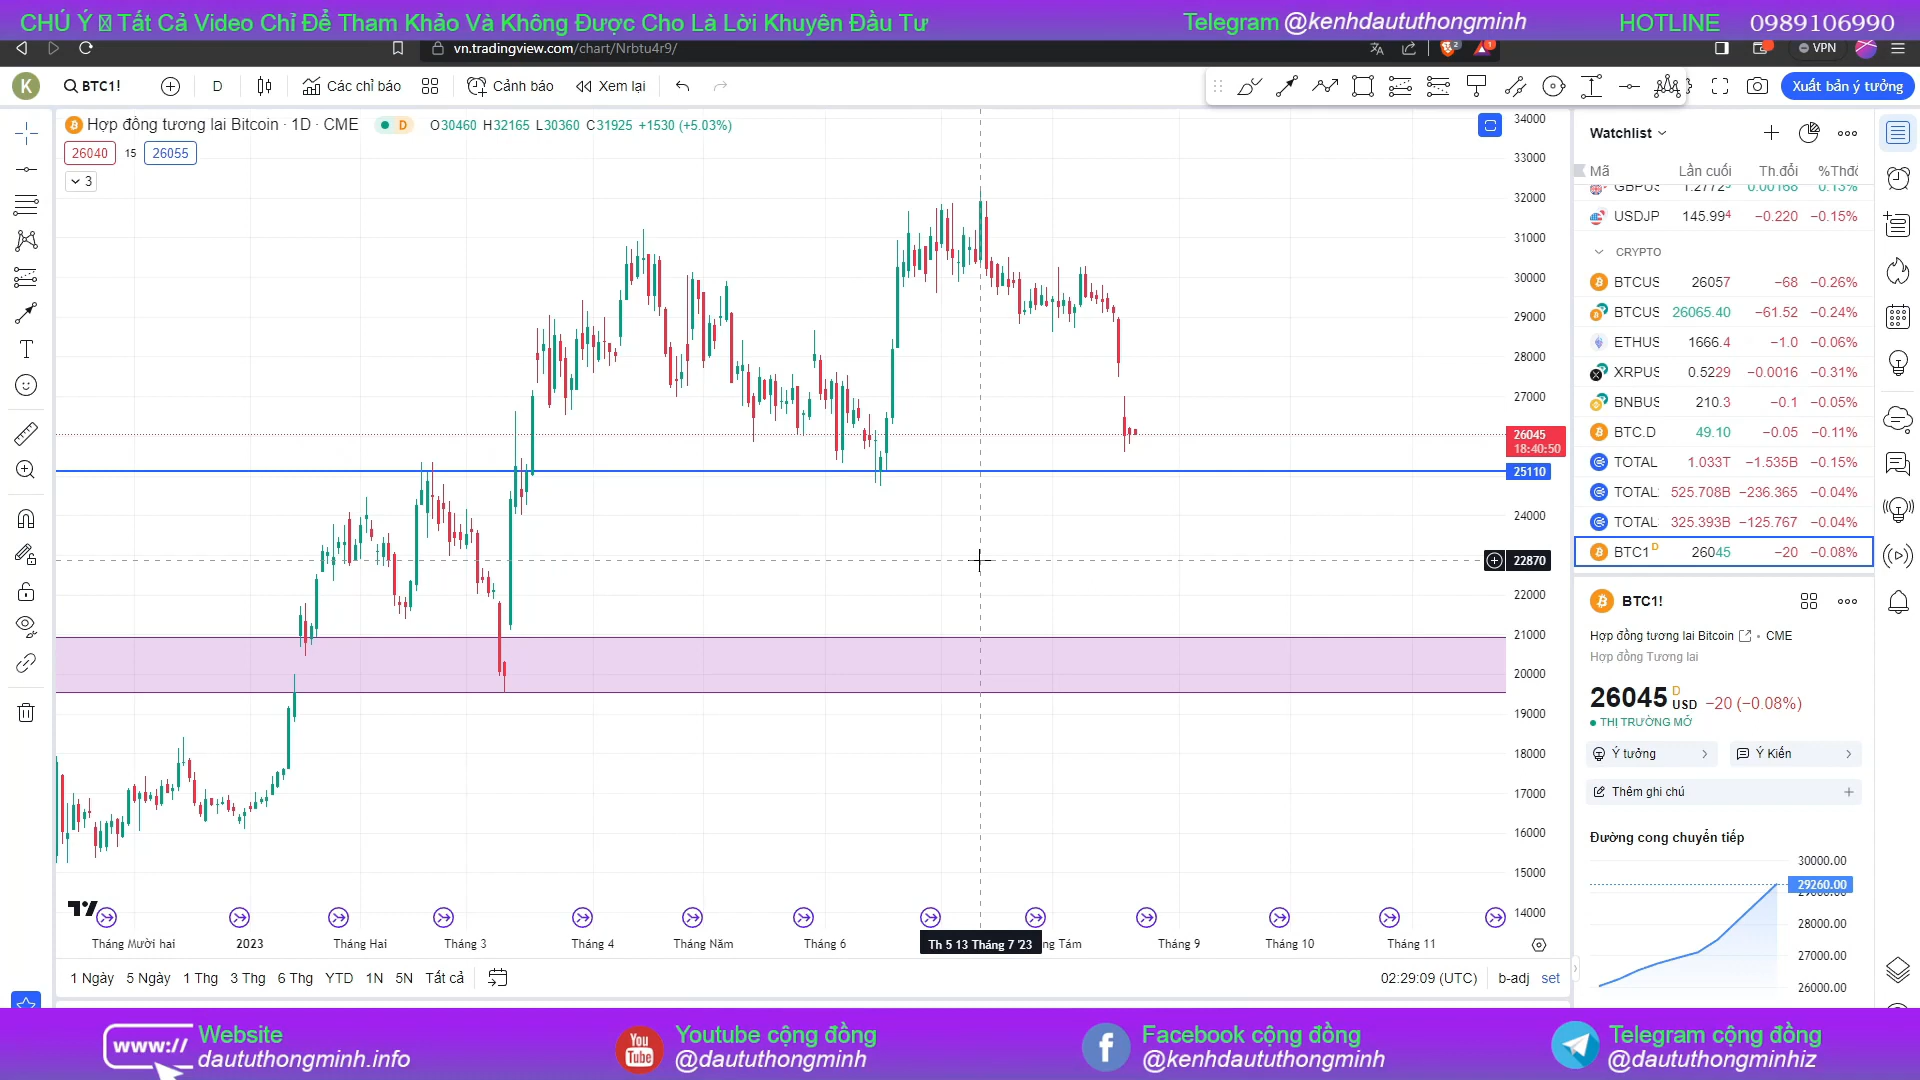 CHÚ Ý Tất Cả Video Chỉ Để Tham Khảo Và Không Được Cho Là Lời Khuyên Đầu Tư
Telegram @kenhdaututhongminh
HOTLINE 0989106990
vn.tradingview.com/chart/Nrbtu4r9/
VPN
K
BTC1!
D
Các chỉ báo
Cảnh báo
Xem lại
Xuất bản ý tưởng
Hợp đồng tương lai Bitcoin · 1D · CME
D
O30460 H32165 L30360 C31925 +1530 (+5.03%)
26040 15 26055
3
34000
33000
32000
31000
30000
29000
28000
27000
26045
18:40:50
25110
24000
22870
22000
21000
20000
19000
18000
17000
16000
15000
14000
Tháng Mười hai
2023
Tháng Hai
Tháng 3
Tháng 4
Tháng Năm
Tháng 6
Th 5 13 Tháng 7 '23
Tám
Tháng 9
Tháng 10
Tháng 11
1 Ngày 5 Ngày 1 Thg 3 Thg 6 Thg YTD 1N 5N Tất cả
02:29:09 (UTC)
b-adj
set
Watchlist
Mã Lần cuối Th.đổi
USDJP 145.994 −0.220 −0.15%
CRYPTO
BTCUS 26057 −68 −0.26%
BTCUS 26065.40 −61.52 −0.24%
ETHUS 1666.4 −1.0 −0.06%
XRPUS 0.5229 −0.0016 −0.31%
BNBUS 210.3 −0.1 −0.05%
BTC.D 49.10 −0.05 −0.11%
TOTAL 1.033T −1.535B −0.15%
TOTAL 525.708B −236.365 −0.04%
TOTAL 325.393B −125.767 −0.04%
BTC1 D 26045 −20 −0.08%
BTC1!
Hợp đồng tương lai Bitcoin · CME
Hợp đồng Tương lai
26045 D USD −20 (−0.08%)
THỊ TRƯỜNG MỞ
Ý tưởng
Ý Kiến
Thêm ghi chú
Đường cong chuyển tiếp
30000.00
29260.00
28000.00
27000.00
26000.00
www://
Website
daututhongminh.info
You Tube
Youtube cộng đồng
@daututhongminh
Facebook cộng đồng
@kenhdaututhongminh
Telegram cộng đồng
@daututhongminhiz